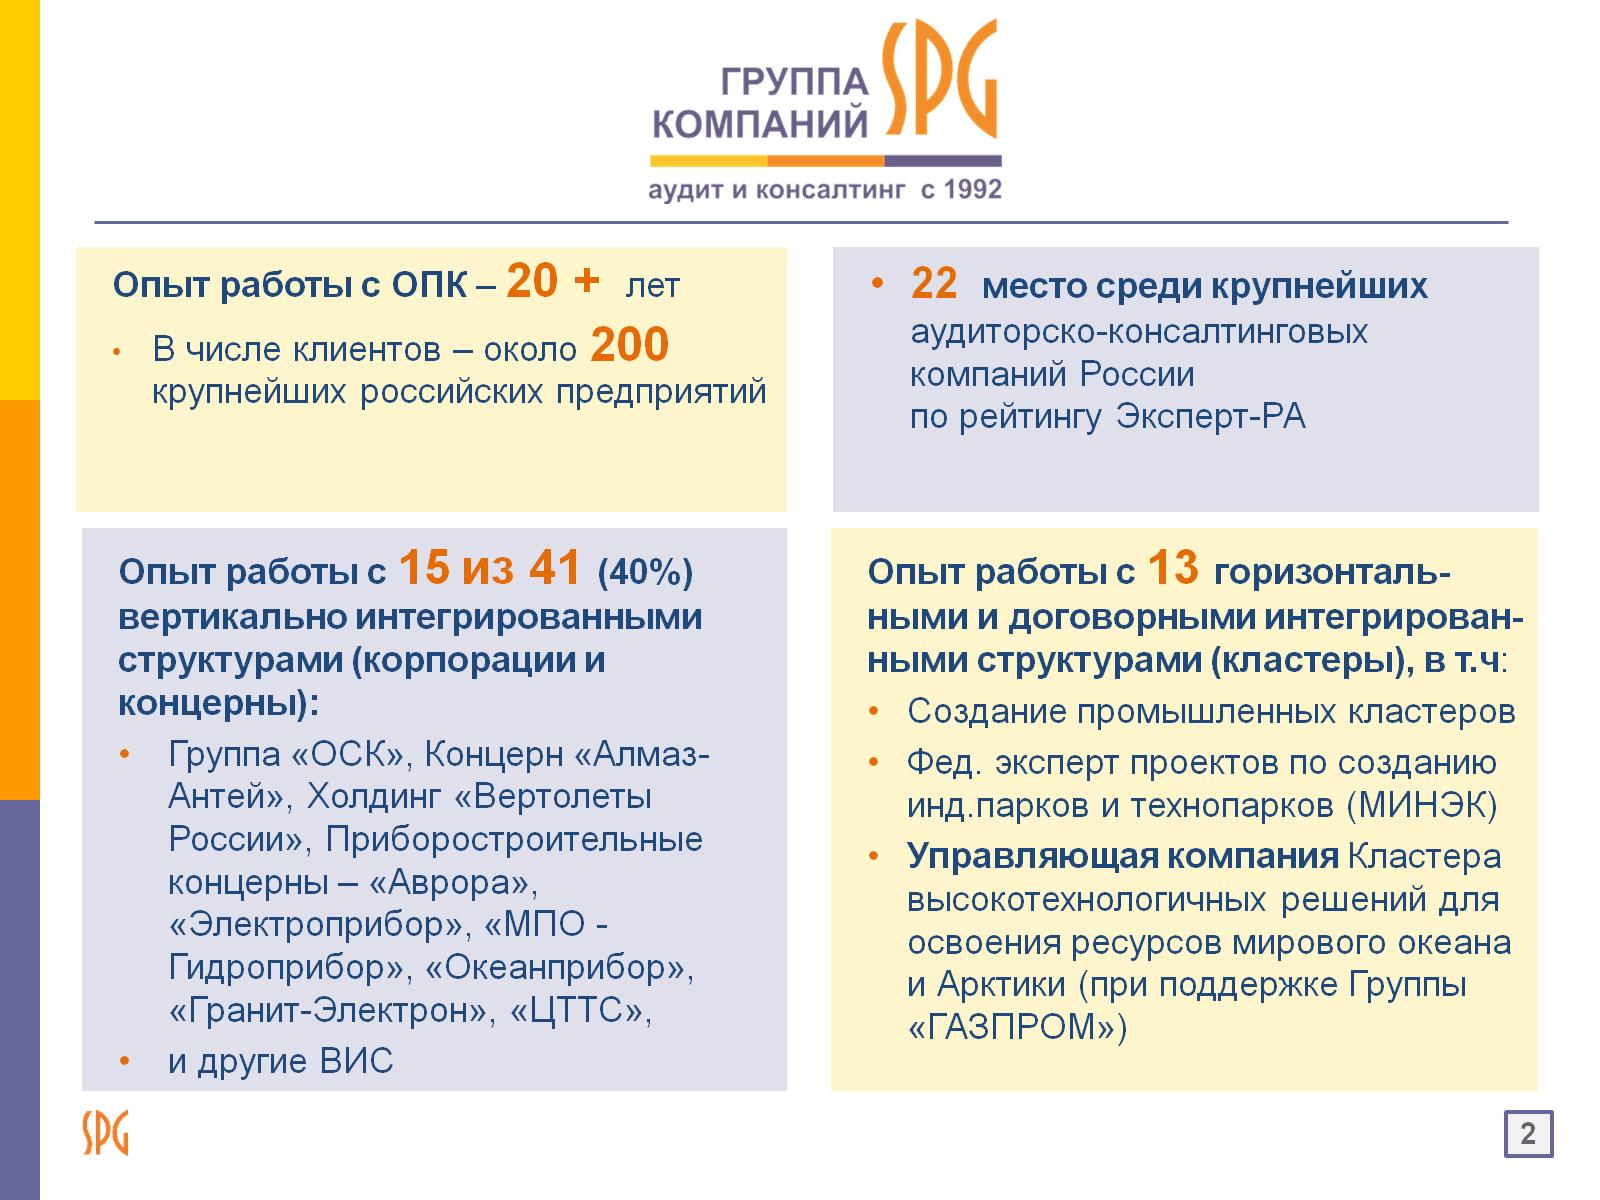 ГРУППА
КОМПАНИЙ SPG
аудит и консалтинг с 1992
Опыт работы с ОПК – 20 + лет
• В числе клиентов – около 200
крупнейших российских предприятий
• 22 место среди крупнейших
аудиторско-консалтинговых
компаний России
по рейтингу Эксперт-РА
Опыт работы с 15 из 41 (40%)
вертикально интегрированными
структурами (корпорации и
концерны):
• Группа «ОСК», Концерн «Алмаз-
Антей», Холдинг «Вертолеты
России», Приборостроительные
концерны – «Аврора»,
«Электроприбор», «МПО -
Гидроприбор», «Океанприбор»,
«Гранит-Электрон», «ЦТТС»,
• и другие ВИС
Опыт работы с 13 горизонталь-
ными и договорными интегрирован-
ными структурами (кластеры), в т.ч:
• Создание промышленных кластеров
• Фед. эксперт проектов по созданию
инд.парков и технопарков (МИНЭК)
• Управляющая компания Кластера
высокотехнологичных решений для
освоения ресурсов мирового океана
и Арктики (при поддержке Группы
«ГАЗПРОМ»)
SPG
2